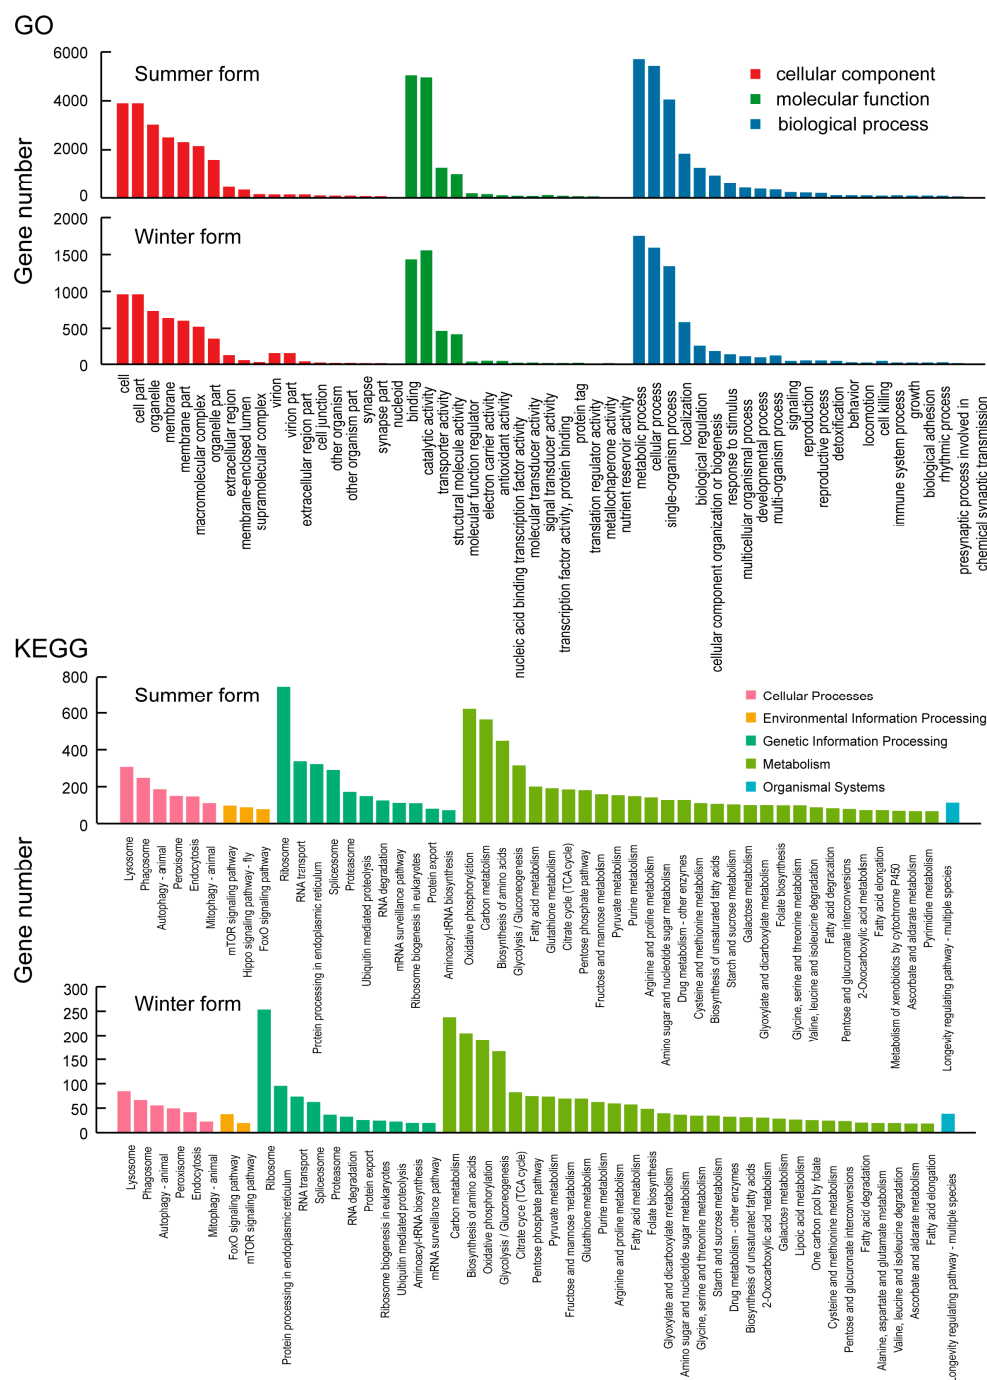 GO
Gene number
6000
4000
2000
0
Summer form
cellular component
molecular function
biological process
2000
1500
1000
500
0
Winter form
cell
cell part
organelle
membrane
membrane part
macromolecular complex
organelle part
extracellular region
membrane-enclosed lumen
supramolecular complex
virion
virion part
extracellular region part
cell junction
other organism
other organism part
synapse
synapse part
nucleoid
binding
catalytic activity
transporter activity
structural molecule activity
molecular function regulator
electron carrier activity
antioxidant activity
nucleic acid binding transcription factor activity
molecular transducer activity
signal transducer activity
transcription factor activity, protein binding
protein tag
translation regulator activity
metallochaperone activity
nutrient reservoir activity
metabolic process
cellular process
single-organism process
localization
biological regulation
cellular component organization or biogenesis
response to stimulus
multicellular organismal process
developmental process
multi-organism process
signaling
reproduction
reproductive process
detoxification
behavior
locomotion
cell killing
immune system process
growth
biological adhesion
rhythmic process
presynaptic process involved in
chemical synaptic transmission
KEGG
Gene number
800
600
400
200
0
Summer form
Cellular Processes
Environmental Information Processing
Genetic Information Processing
Metabolism
Organismal Systems
Lysosome
Phagosome
Autophagy - animal
Peroxisome
Endocytosis
Mitophagy - animal
mTOR signaling pathway
Hippo signaling pathway - fly
FoxO signaling pathway
Ribosome
RNA transport
Protein processing in endoplasmic reticulum
Spliceosome
Proteasome
Ubiquitin mediated proteolysis
RNA degradation
mRNA surveillance pathway
Ribosome biogenesis in eukaryotes
Protein export
Aminoacyl-tRNA biosynthesis
Oxidative phosphorylation
Carbon metabolism
Biosynthesis of amino acids
Glycolysis / Gluconeogenesis
Fatty acid metabolism
Glutathione metabolism
Citrate cycle (TCA cycle)
Pentose phosphate pathway
Fructose and mannose metabolism
Pyruvate metabolism
Purine metabolism
Arginine and proline metabolism
Amino sugar and nucleotide sugar metabolism
Drug metabolism - other enzymes
Cysteine and methionine metabolism
Biosynthesis of unsaturated fatty acids
Starch and sucrose metabolism
Galactose metabolism
Glyoxylate and dicarboxylate metabolism
Folate biosynthesis
Glycine, serine and threonine metabolism
Valine, leucine and isoleucine degradation
Fatty acid degradation
Pentose and glucuronate interconversions
2-Oxocarboxylic acid metabolism
Fatty acid elongation
Metabolism of xenobiotics by cytochrome P450
Ascorbate and aldarate metabolism
Pyrimidine metabolism
Longevity regulating pathway - multiple species
300
250
200
150
100
50
0
Winter form
Lysosome
Phagosome
Autophagy - animal
Peroxisome
Endocytosis
Mitophagy - animal
FoxO signaling pathway
mTOR signaling pathway
Ribosome
Protein processing in endoplasmic reticulum
RNA transport
Spliceosome
Proteasome
RNA degradation
Protein export
Ribosome biogenesis in eukaryotes
Ubiquitin mediated proteolysis
Aminoacyl-tRNA biosynthesis
mRNA surveillance pathway
Carbon metabolism
Biosynthesis of amino acids
Oxidative phosphorylation
Glycolysis / Gluconeogenesis
Citrate cycle (TCA cycle)
Pentose phosphate pathway
Pyruvate metabolism
Fructose and mannose metabolism
Glutathione metabolism
Purine metabolism
Arginine and proline metabolism
Fatty acid metabolism
Folate biosynthesis
Glyoxylate and dicarboxylate metabolism
Amino sugar and nucleotide sugar metabolism
Glycine, serine and threonine metabolism
Starch and sucrose metabolism
Drug metabolism - other enzymes
Biosynthesis of unsaturated fatty acids
2-Oxocarboxylic acid metabolism
Galactose metabolism
Lipoic acid metabolism
One carbon pool by folate
Cysteine and methionine metabolism
Pentose and glucuronate interconversions
Fatty acid degradation
Alanine, aspartate and glutamate metabolism
Valine, leucine and isoleucine degradation
Ascorbate and aldarate metabolism
Fatty acid elongation
Longevity regulating pathway - multiple species